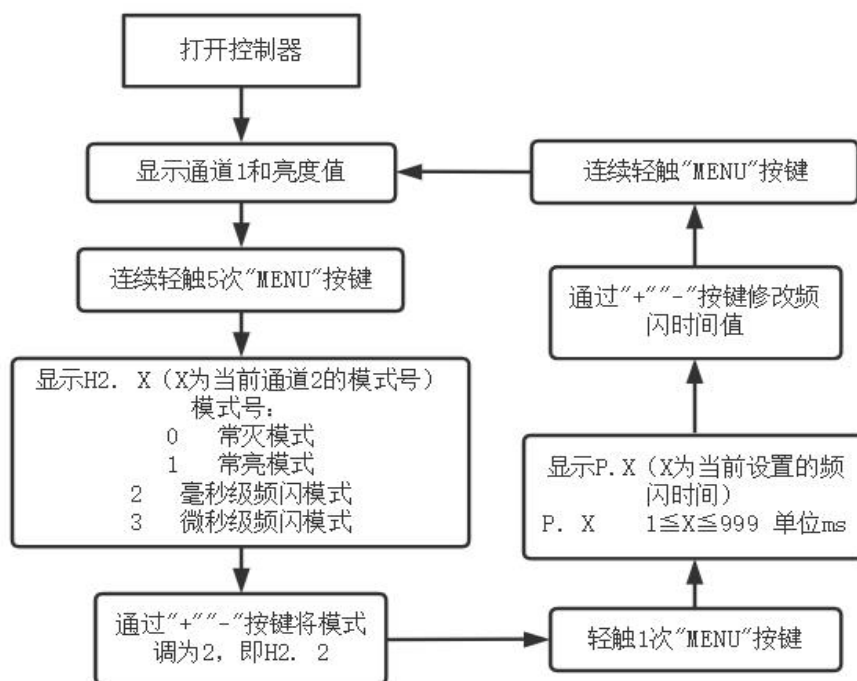 打开控制器
显示通道1和亮度值
连续轻触5次"MENU"按键
显示H2. X（X为当前通道2的模式号）
模式号：
0 常灭模式
1 常亮模式
2 毫秒级频闪模式
3 微秒级频闪模式
通过"+""-"按键将模式
调为2，即H2. 2
轻触1次"MENU"按键
显示P.X（X为当前设置的频
闪时间）
P. X 1≦X≦999 单位ms
通过"+""-"按键修改频
闪时间值
连续轻触"MENU"按键